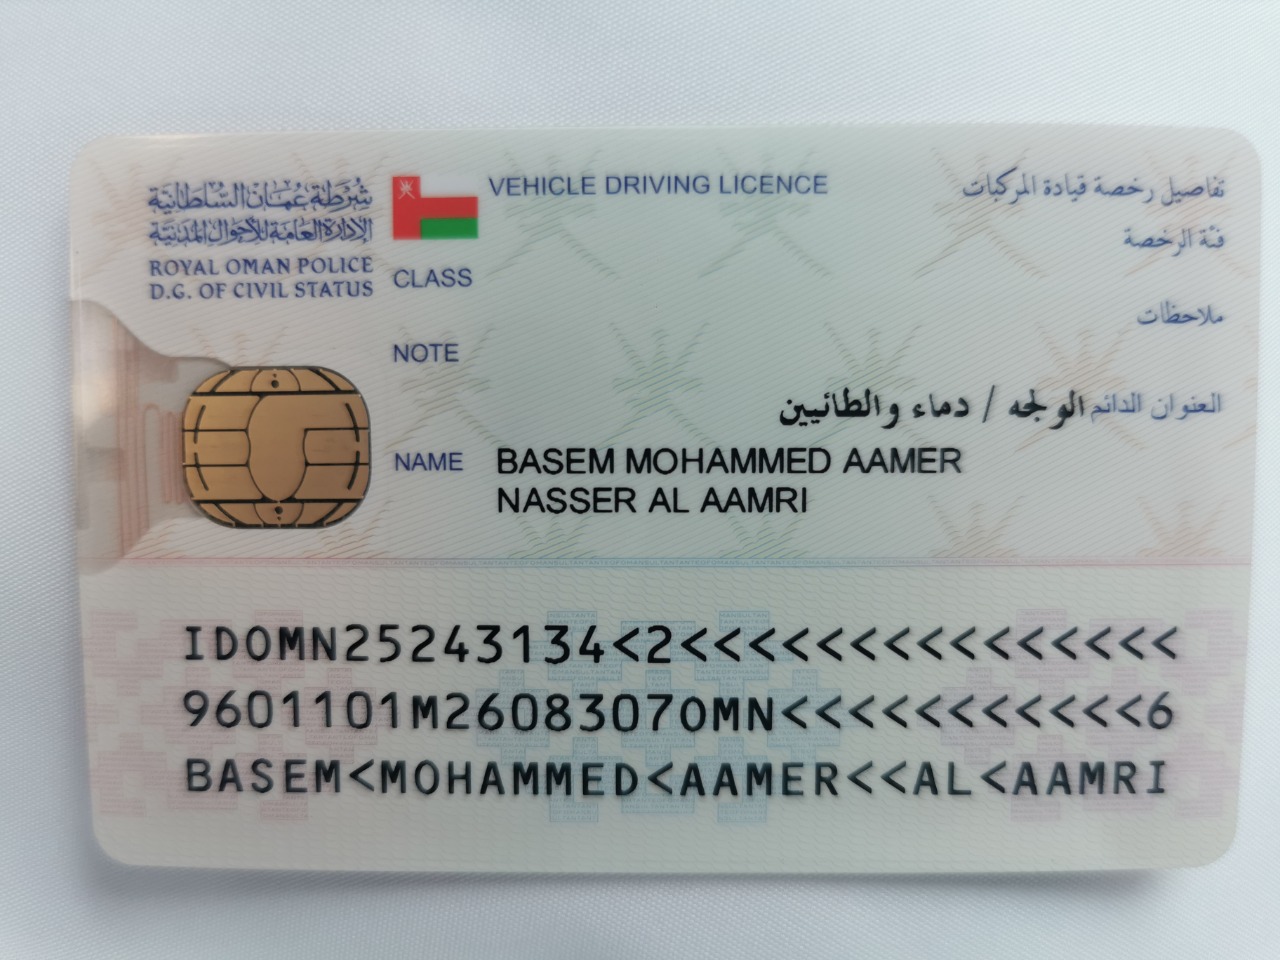 شرطة عمان السلطانية
الإدارة العامة للأحوال المدنية
ROYAL OMAN POLICE
D.G. OF CIVIL STATUS
VEHICLE DRIVING LICENCE
تفاصيل رخصة قيادة المركبات
CLASS
فئة الرخصة
NOTE
ملاحظات
العنوان الدائم الولجه / دماء والطائيين
NAME BASEM MOHAMMED AAMER
NASSER AL AAMRI
IDOMN25243134<2<<<<<<<<<<<<<<<
9601101M2608307OMN<<<<<<<<<<<6
BASEM<MOHAMMED<AAMER<<AL<AAMRI